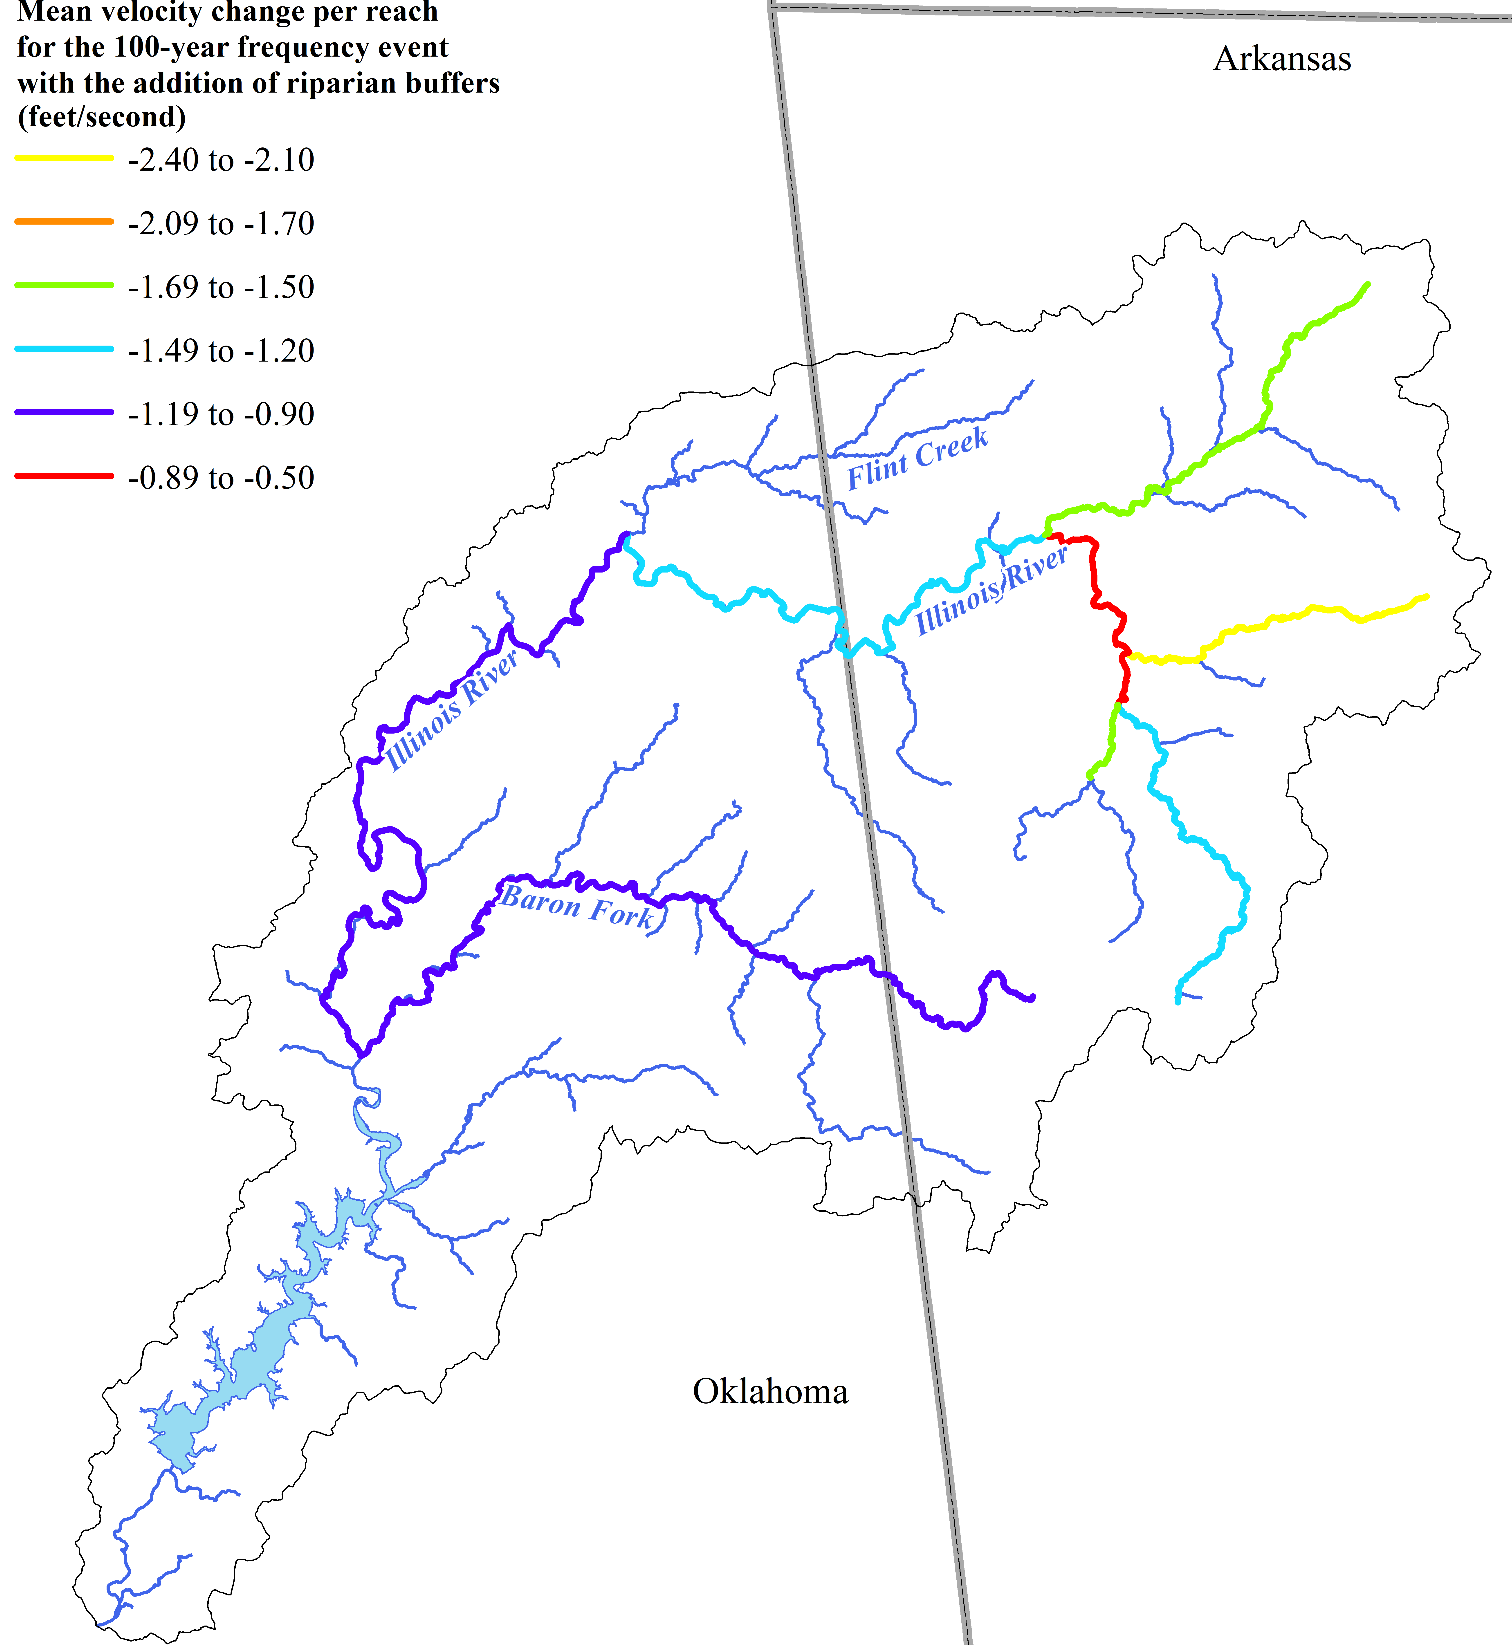 Mean velocity change per reach
for the 100-year frequency event
with the addition of riparian buffers
(feet/second)
-2.40 to -2.10
-2.09 to -1.70
-1.69 to -1.50
-1.49 to -1.20
-1.19 to -0.90
-0.89 to -0.50
Arkansas
Flint Creek
Illinois River
Illinois River
Baron Fork
Oklahoma